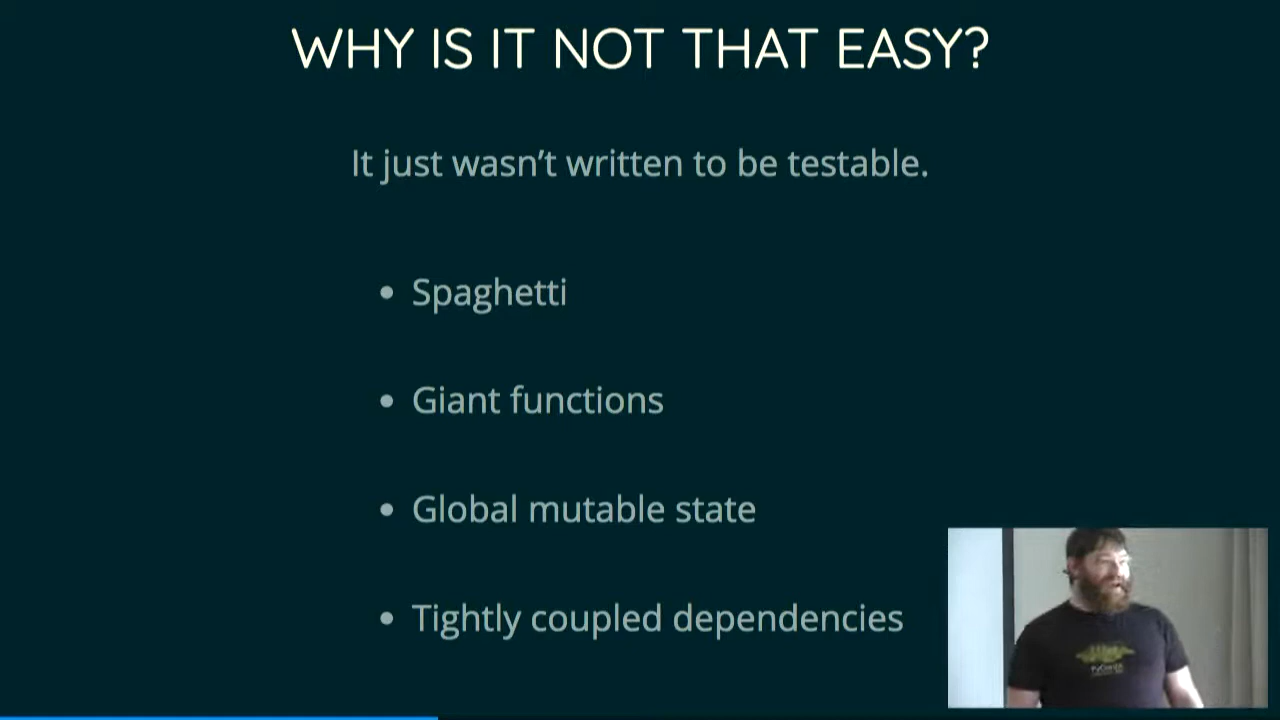 WHY IS IT NOT THAT EASY?
It just wasn’t written to be testable.
Spaghetti
Giant functions
Global mutable state
Tightly coupled dependencies